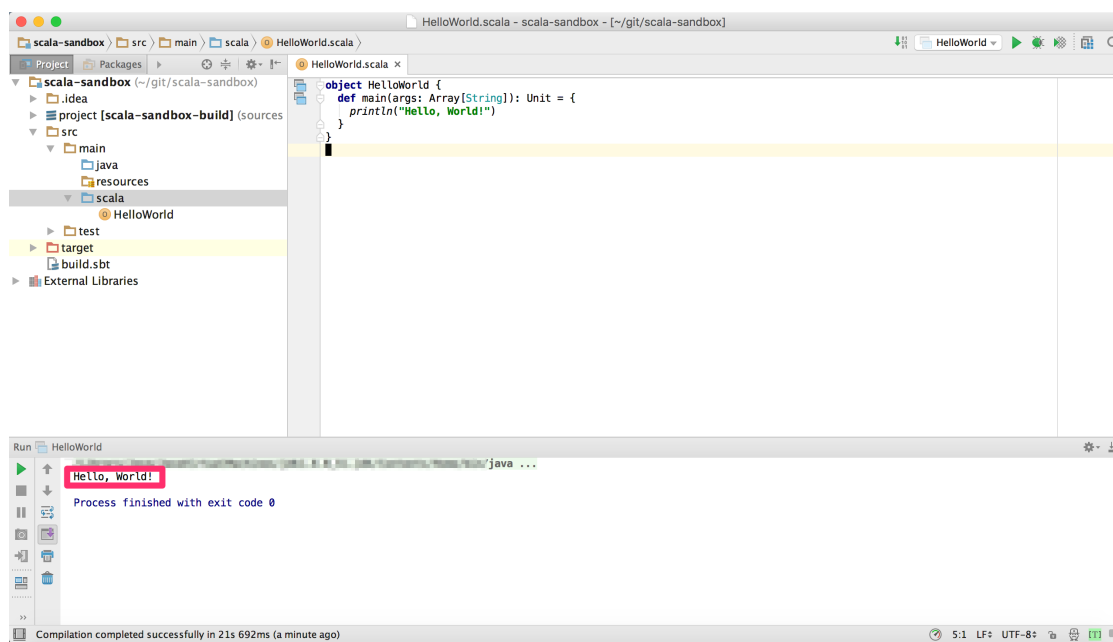 HelloWorld.scala - scala-sandbox - [~/git/scala-sandbox]
scala-sandbox src main scala HelloWorld.scala
HelloWorld
Project Packages
HelloWorld.scala ×
scala-sandbox (~/git/scala-sandbox)
.idea
project [scala-sandbox-build] (sources
src
main
java
resources
scala
HelloWorld
test
target
build.sbt
External Libraries
object HelloWorld {
def main(args: Array[String]): Unit = {
println("Hello, World!")
}
}
Run HelloWorld
java ...
Hello, World!
Process finished with exit code 0
Compilation completed successfully in 21s 692ms (a minute ago)
5:1 LF÷ UTF-8÷ [T]